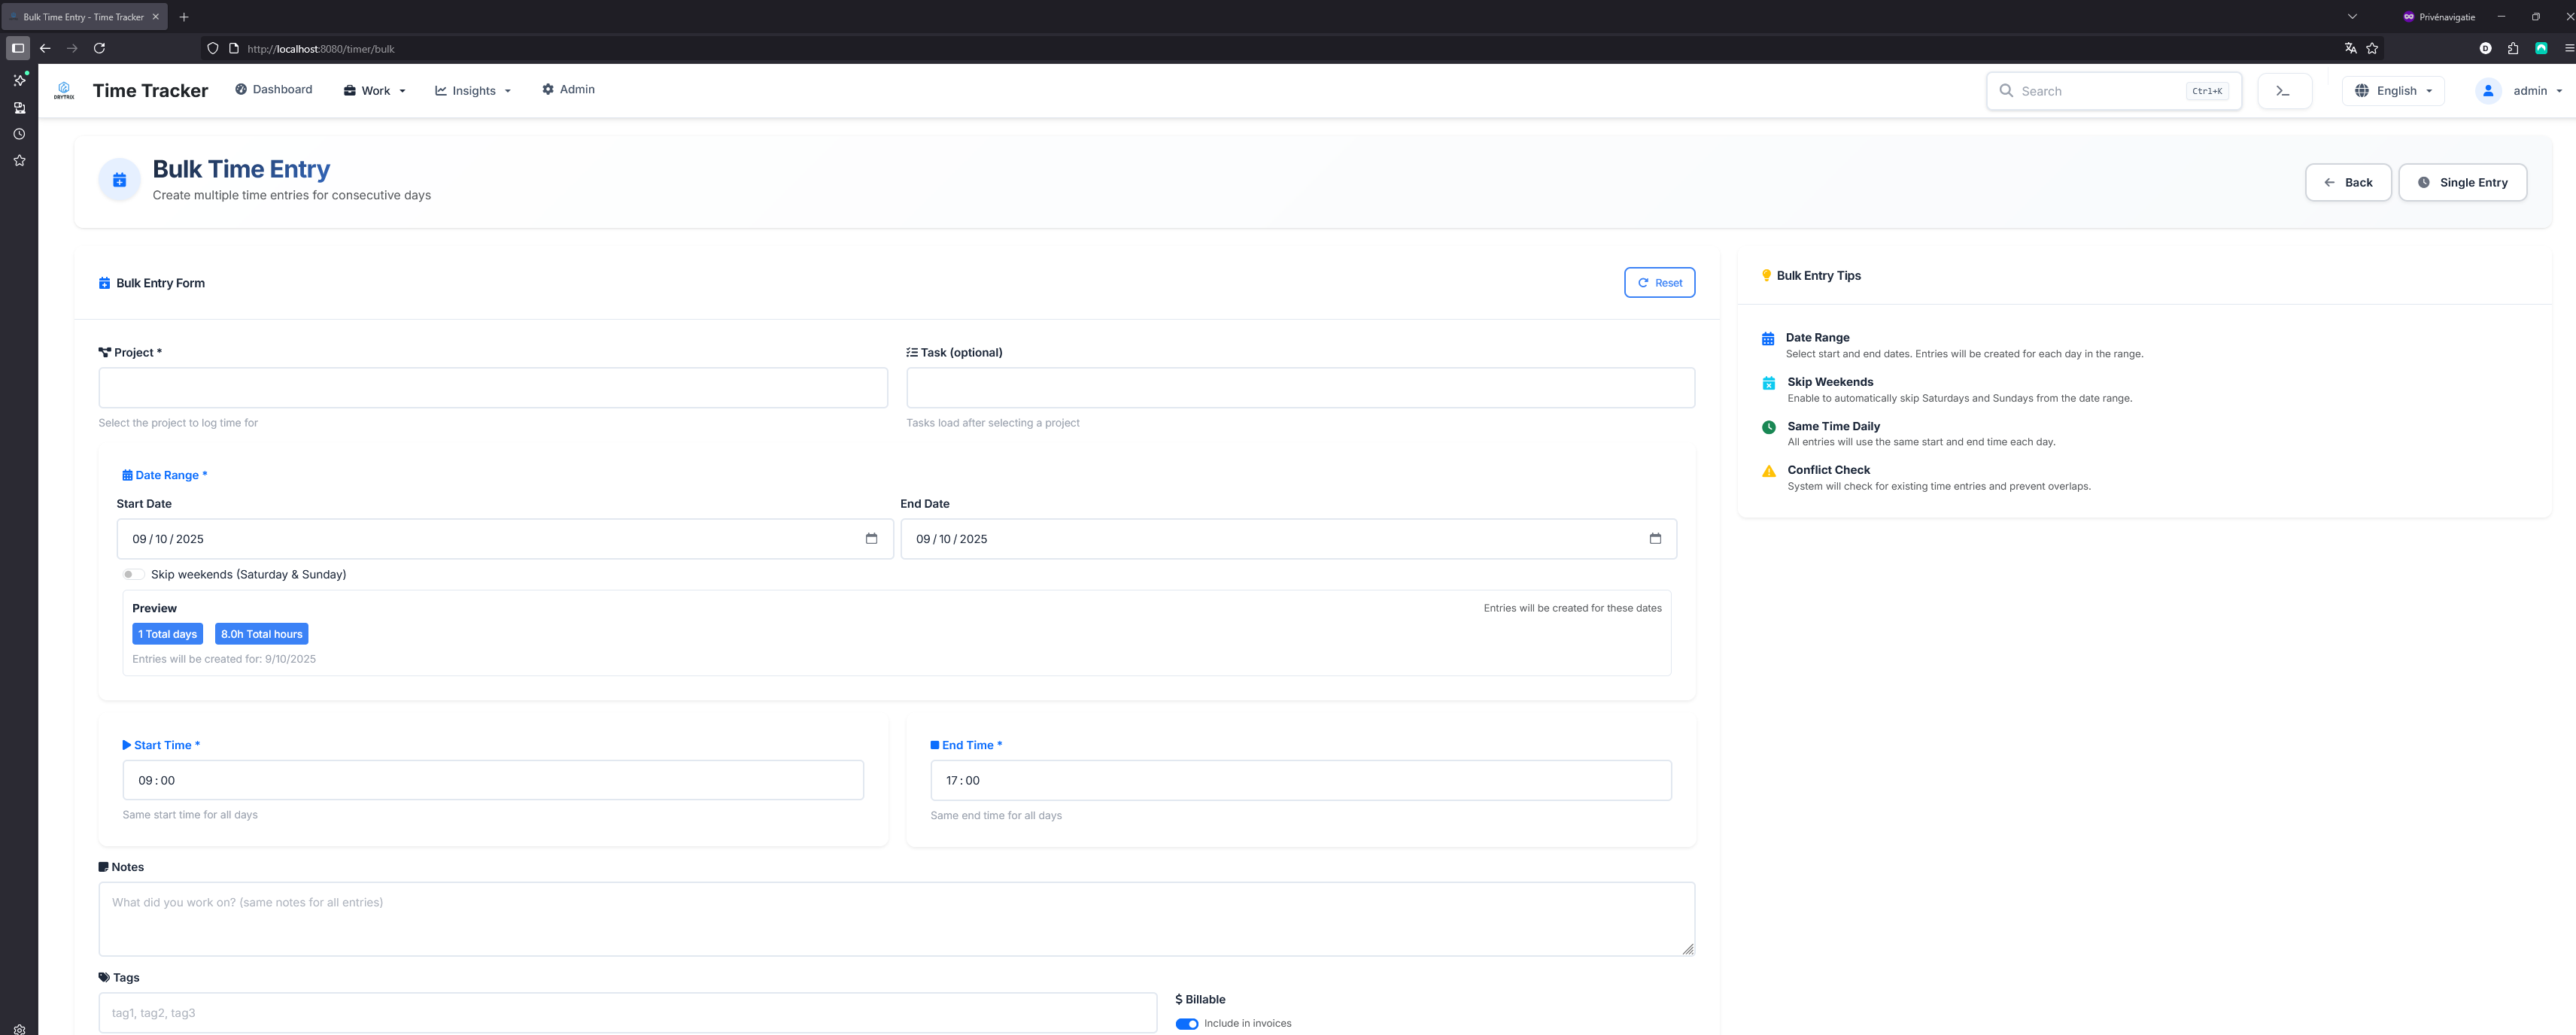 Bulk Time Entry - Time Tracker
Privénavigatie
http://localhost:8080/timer/bulk
DRYTRIX
Time Tracker
Dashboard
Work
Insights
Admin
Search
Ctrl+K
English
admin
Bulk Time Entry
Create multiple time entries for consecutive days
Back
Single Entry
Bulk Entry Form
Reset
Project *
Select the project to log time for
Task (optional)
Tasks load after selecting a project
Date Range *
Start Date
09 / 10 / 2025
End Date
09 / 10 / 2025
Skip weekends (Saturday & Sunday)
Preview
Entries will be created for these dates
1 Total days
8.0h Total hours
Entries will be created for: 9/10/2025
Start Time *
09 : 00
Same start time for all days
End Time *
17 : 00
Same end time for all days
Notes
What did you work on? (same notes for all entries)
Tags
tag1, tag2, tag3
$ Billable
Include in invoices
Bulk Entry Tips
Date Range
Select start and end dates. Entries will be created for each day in the range.
Skip Weekends
Enable to automatically skip Saturdays and Sundays from the date range.
Same Time Daily
All entries will use the same start and end time each day.
Conflict Check
System will check for existing time entries and prevent overlaps.